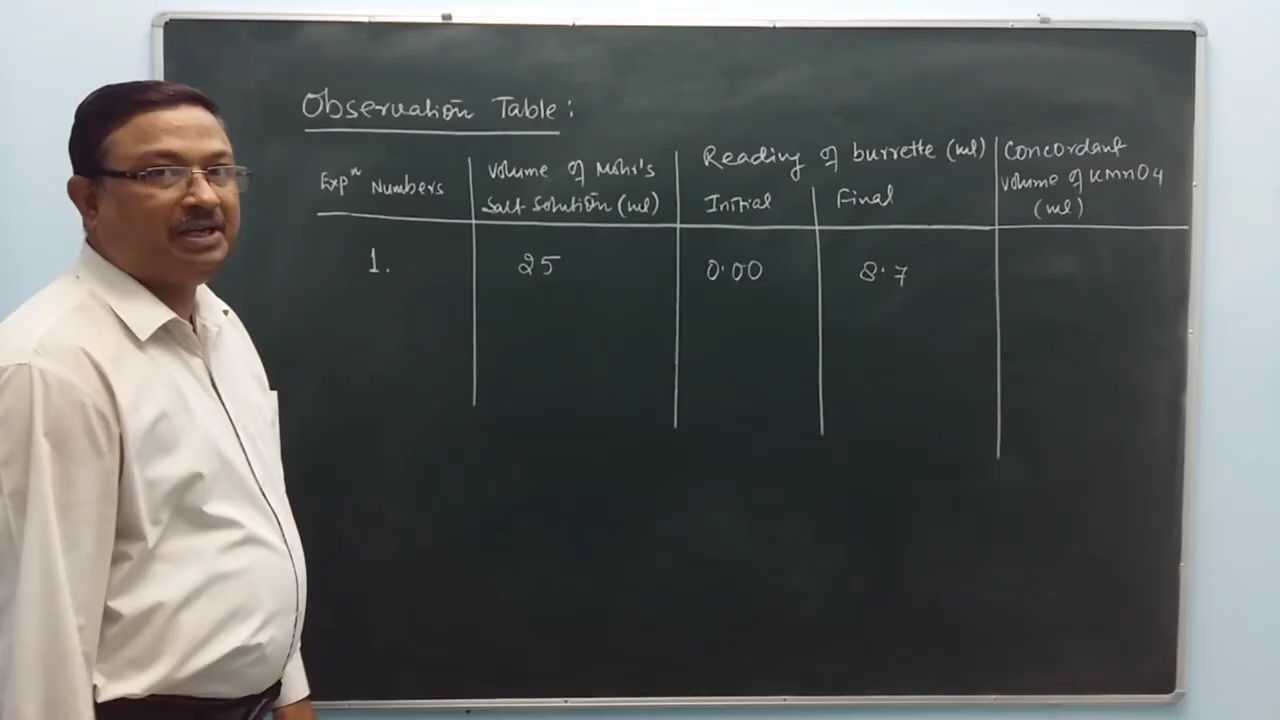 Observation Table:
Expⁿ Numbers
Volume of Mohr's
Salt Solution (ml)
Reading of burrette (ml)
Initial
Final
Concordant
volume of KMnO4
(ml)
1.
25
0.00
8.7